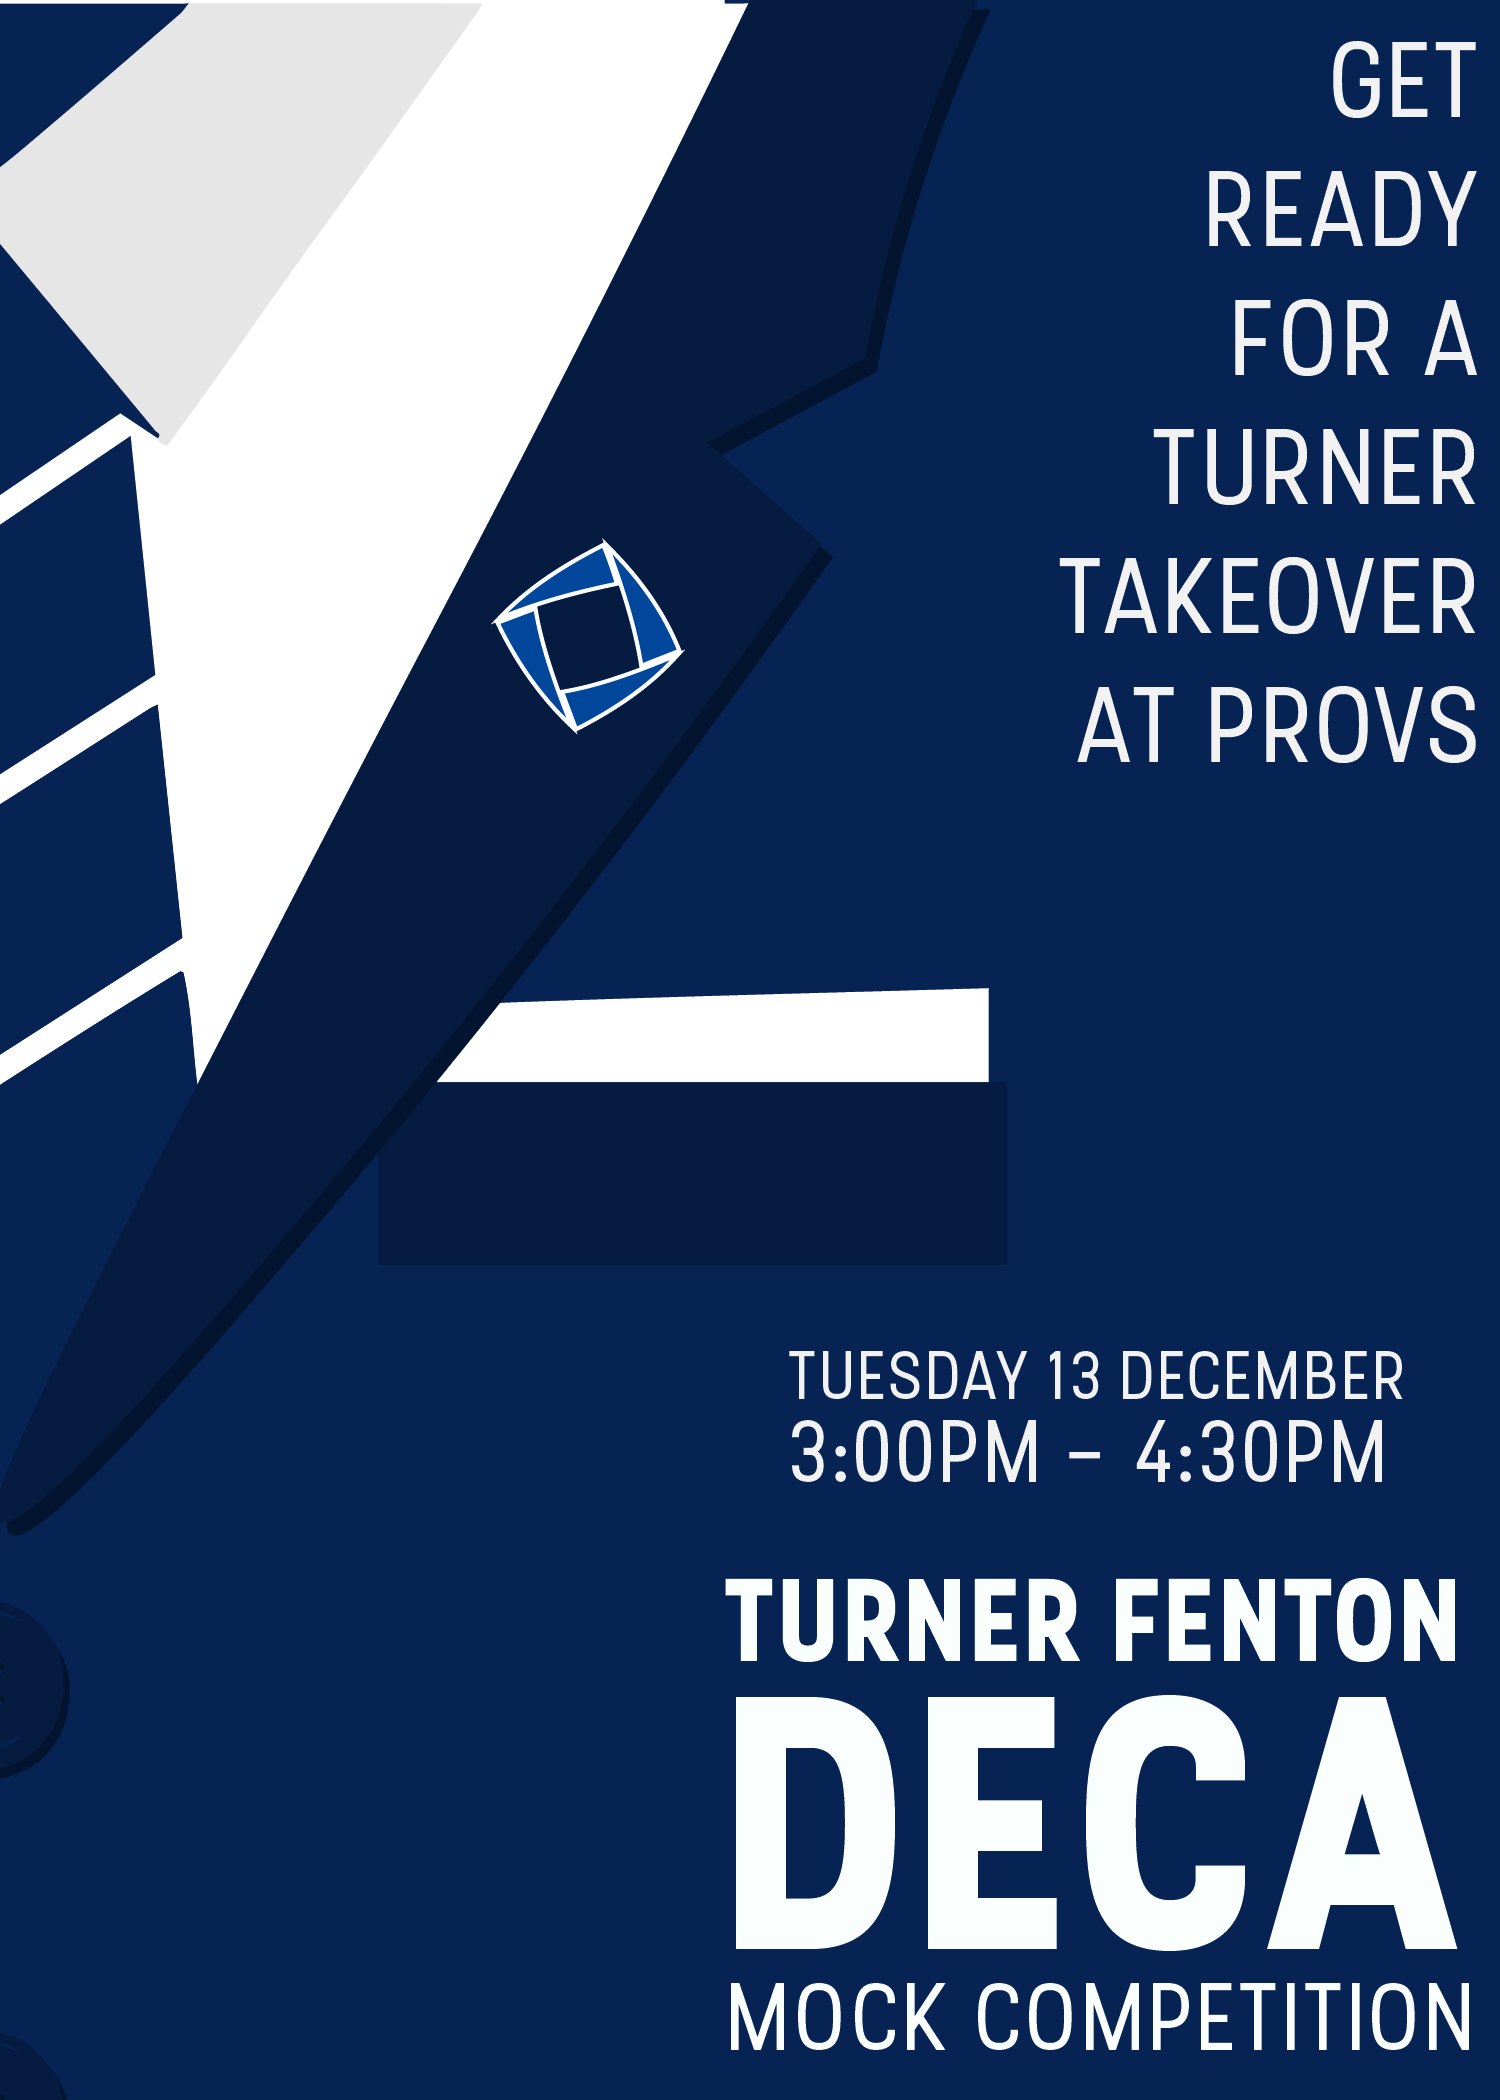 GET
READY
FOR A
TURNER
TAKEOVER
AT PROVS
TUESDAY 13 DECEMBER
3:00PM – 4:30PM
TURNER FENTON
DECA
MOCK COMPETITION